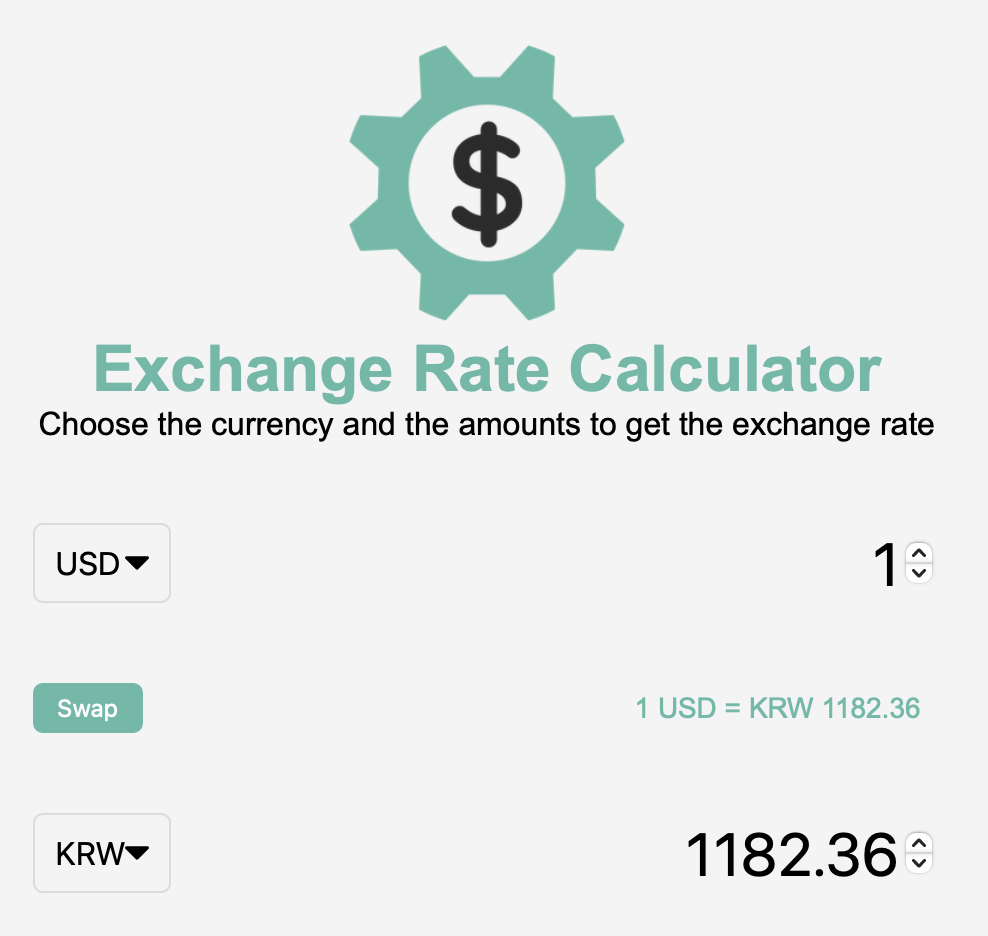 $
Exchange Rate Calculator
Choose the currency and the amounts to get the exchange rate
USD 1
Swap 1 USD = KRW 1182.36
KRW 1182.36